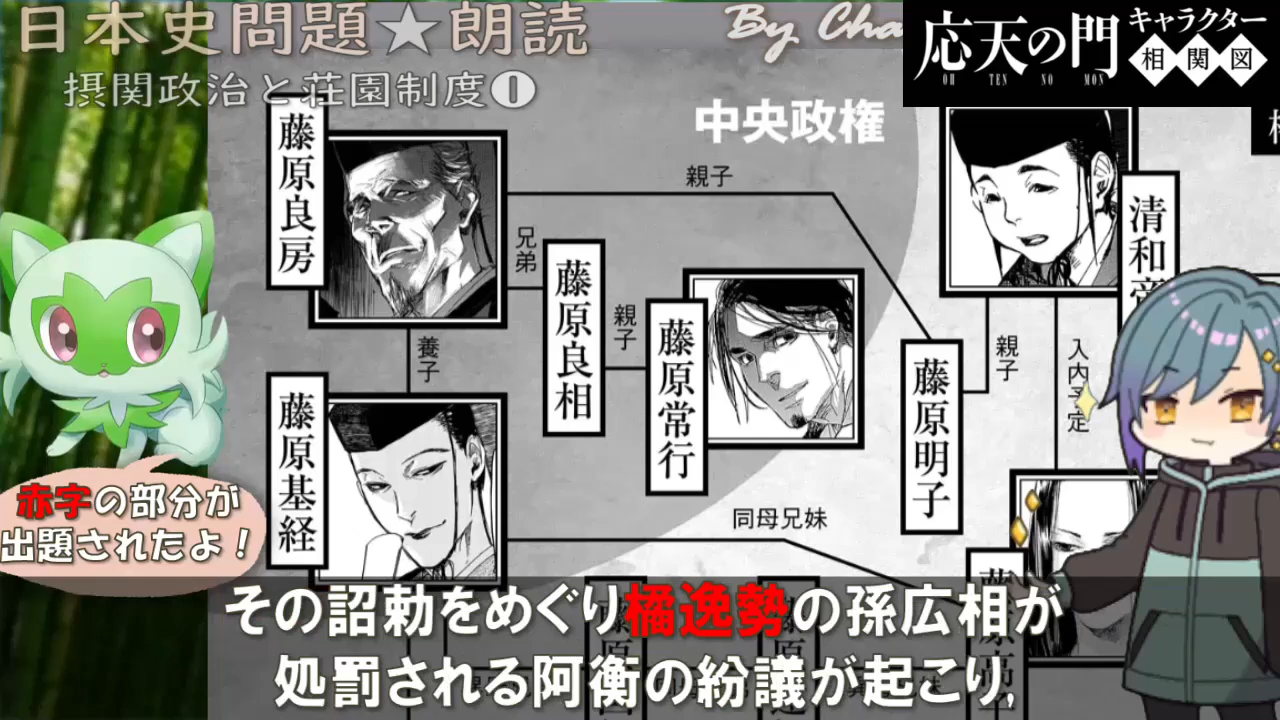 日本史問題★朗読
By Cha
摂関政治と荘園制度❶
応天の門
OH TEN NO MON
キャラクター
相関図
中央政権
藤原良房
親子
兄弟
藤原良相
親子
藤原常行
養子
藤原基経
清和帝
親子
入内予定
藤原明子
同母兄妹
赤字の部分が
出題されたよ！
その詔勅をめぐり橘逸勢の孫広相が
処罰される阿衡の紛議が起こり,